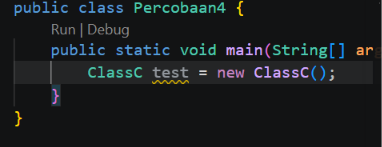 public class Percobaan4 {
Run | Debug
public static void main(String[] ar
ClassC test = new ClassC();
}
}